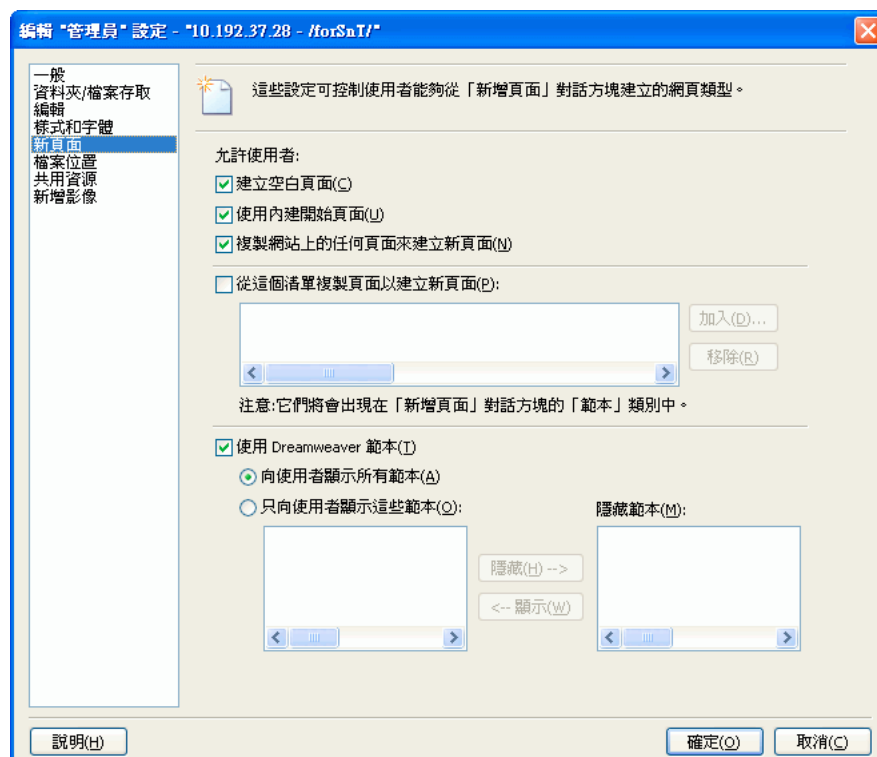 編輯 "管理員" 設定 - "10.192.37.28 - /forSnT/"
一般
資料夾/檔案存取
編輯
樣式和字體
新頁面
檔案位置
共用資源
新增影像
這些設定可控制使用者能夠從「新增頁面」對話方塊建立的網頁類型。
允許使用者:
建立空白頁面(C)
使用內建開始頁面(U)
複製網站上的任何頁面來建立新頁面(N)
從這個清單複製頁面以建立新頁面(P):
加入(D)...
移除(R)
注意:它們將會出現在「新增頁面」對話方塊的「範本」類別中。
使用 Dreamweaver 範本(T)
向使用者顯示所有範本(A)
只向使用者顯示這些範本(O):
隱藏範本(M):
隱藏(H) -->
<-- 顯示(W)
說明(H)
確定(O)
取消(C)